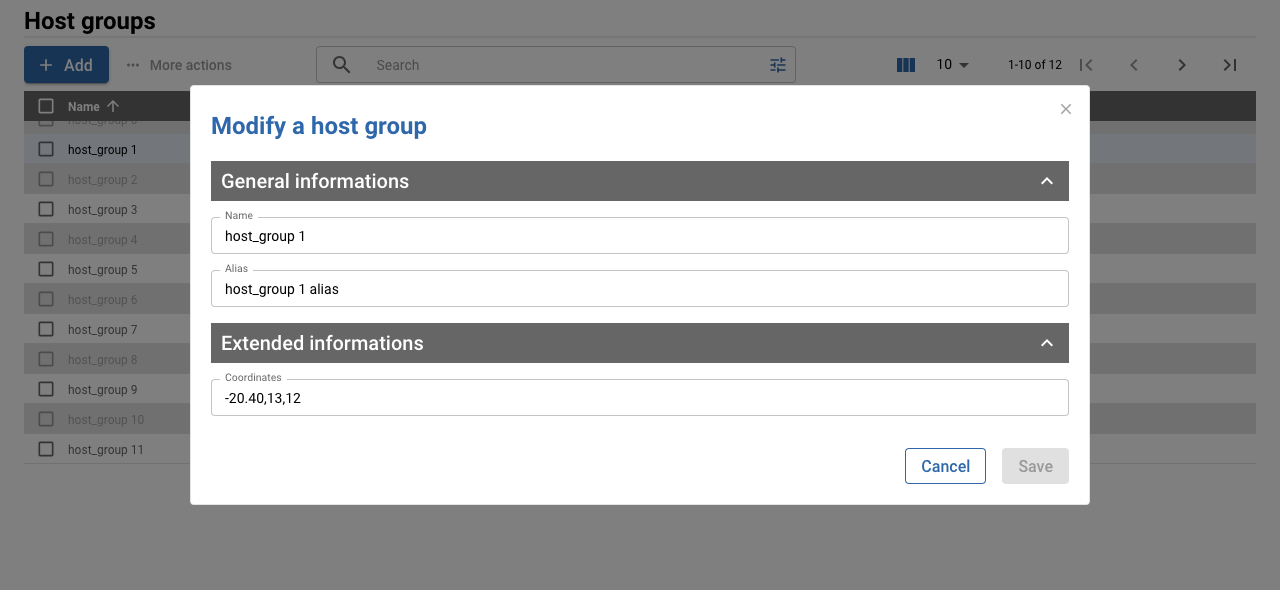 Host groups
Add
More actions
Search
10
1-10 of 12
Name
host_group 1
host_group 2
host_group 3
host_group 4
host_group 5
host_group 6
host_group 7
host_group 8
host_group 9
host_group 10
host_group 11
Modify a host group
General informations
Name
host_group 1
Alias
host_group 1 alias
Extended informations
Coordinates
-20.40,13,12
Cancel
Save